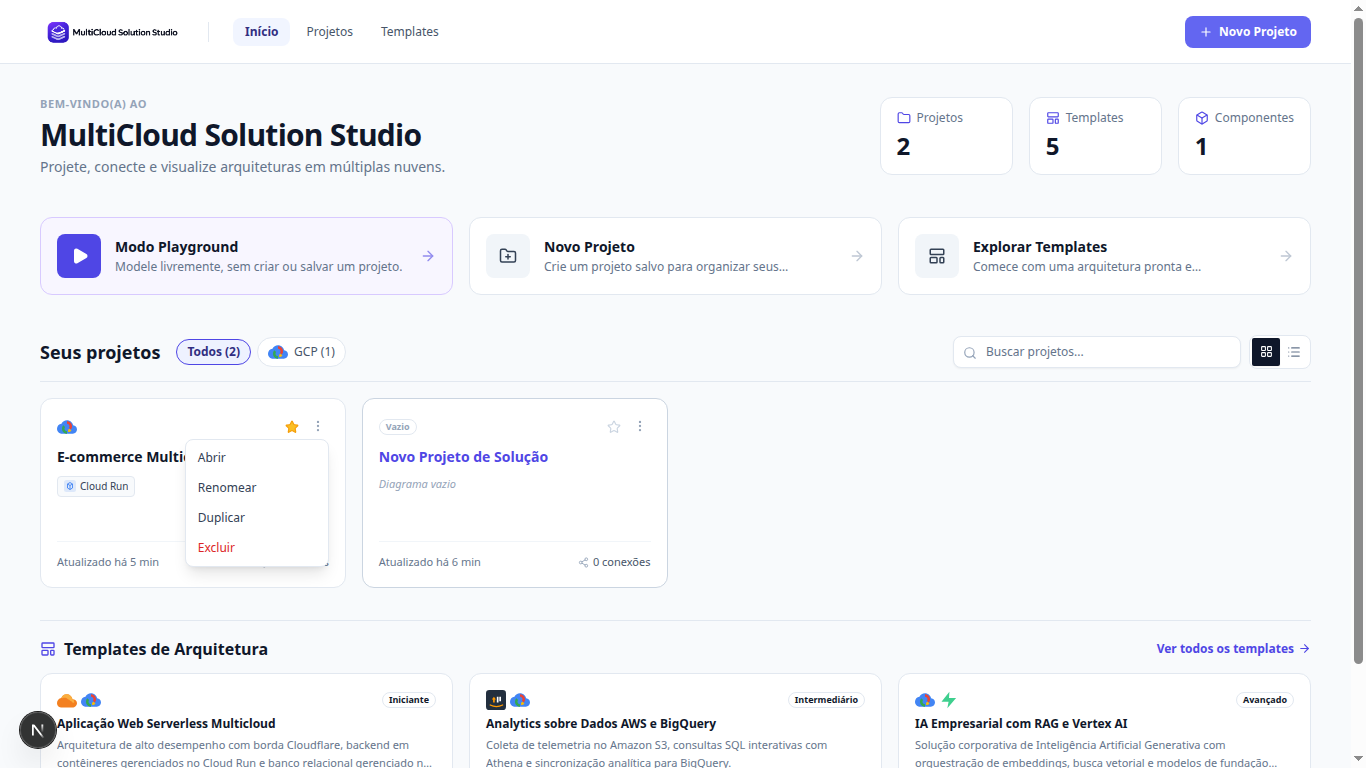 MultiCloud Solution Studio
Início
Projetos
Templates
Novo Projeto
BEM-VINDO(A) AO
MultiCloud Solution Studio
Projete, conecte e visualize arquiteturas em múltiplas nuvens.
Projetos
2
Templates
5
Componentes
1
Modo Playground
Modele livremente, sem criar ou salvar um projeto.
Novo Projeto
Crie um projeto salvo para organizar seus...
Explorar Templates
Comece com uma arquitetura pronta e...
Seus projetos
Todos (2)
GCP (1)
Buscar projetos...
E-commerce
Cloud Run
Atualizado há 5 min
Abrir
Renomear
Duplicar
Excluir
Vazio
Novo Projeto de Solução
Diagrama vazio
Atualizado há 6 min
0 conexões
Templates de Arquitetura
Ver todos os templates
Iniciante
Aplicação Web Serverless Multicloud
Arquitetura de alto desempenho com borda Cloudflare, backend em
contêineres gerenciados no Cloud Run e banco relacional gerenciado n...
Intermediário
Analytics sobre Dados AWS e BigQuery
Coleta de telemetria no Amazon S3, consultas SQL interativas com
Athena e sincronização analítica para BigQuery.
Avançado
IA Empresarial com RAG e Vertex AI
Solução corporativa de Inteligência Artificial Generativa com
orquestração de embeddings, busca vetorial e modelos de fundação...
N